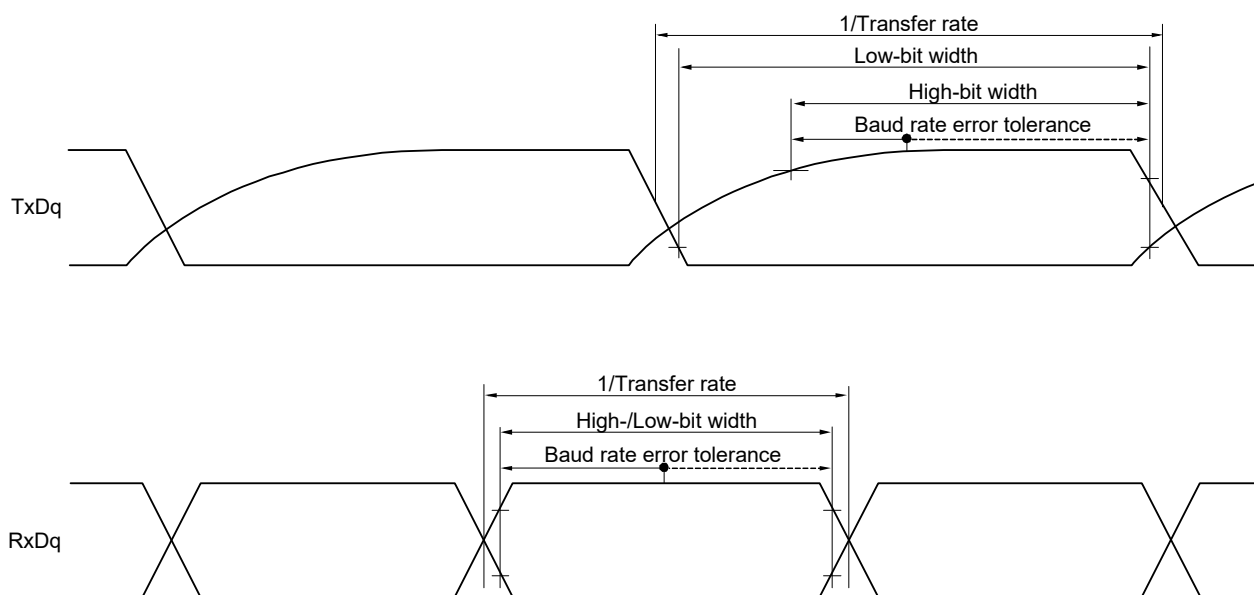 1/Transfer rate
Low-bit width
High-bit width
Baud rate error tolerance
TxDq
1/Transfer rate
High-/Low-bit width
Baud rate error tolerance
RxDq